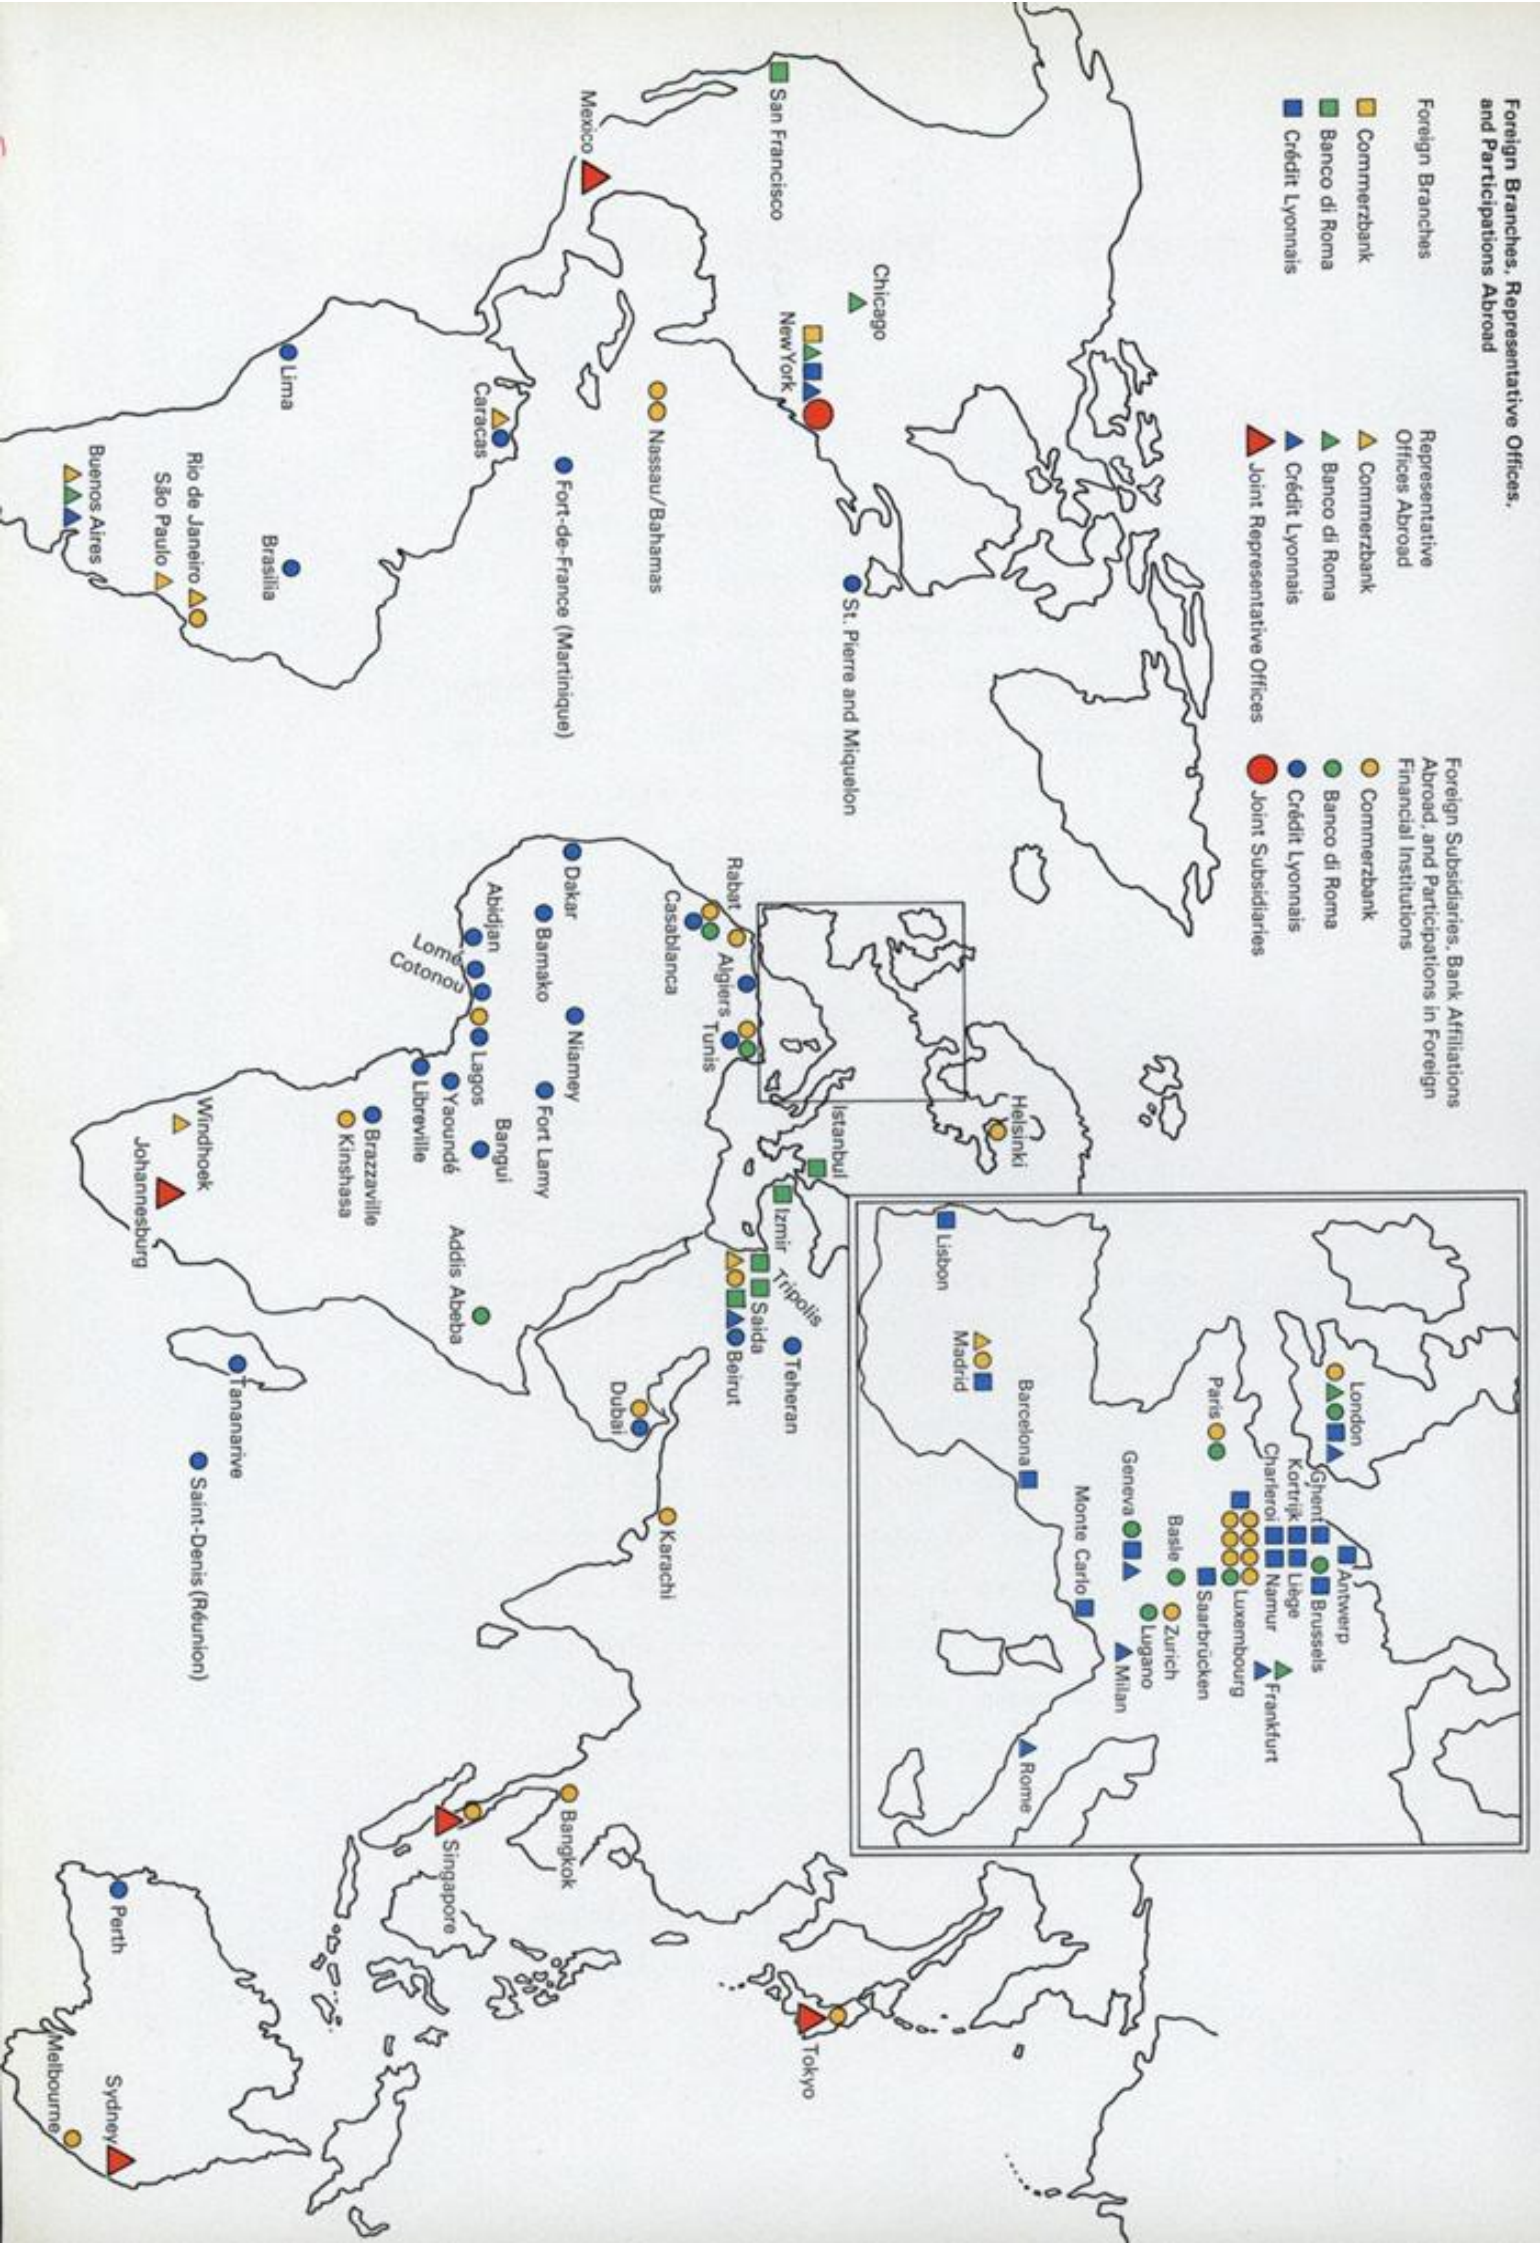 Foreign Branches, Representative Offices,
and Participations Abroad
Foreign Branches
Commerzbank
Banco di Roma
Crédit Lyonnais
Representative
Offices Abroad
Commerzbank
Banco di Roma
Crédit Lyonnais
Joint Representative Offices
Foreign Subsidiaries, Bank Affiliations
Abroad, and Participations in Foreign
Financial Institutions
Commerzbank
Banco di Roma
Crédit Lyonnais
Joint Subsidiaries
San Francisco
Chicago
New York
Mexico
St. Pierre and Miquelon
Nassau/Bahamas
Fort-de-France (Martinique)
Caracas
Lima
Brasilia
Rio de Janeiro
São Paulo
Buenos Aires
London
Ghent
Kortrijk
Charleroi
Antwerp
Brussels
Liège
Namur
Frankfurt
Luxembourg
Paris
Saarbrücken
Basle
Zurich
Geneva
Lugano
Milan
Monte Carlo
Barcelona
Rome
Madrid
Lisbon
Helsinki
Istanbul
Izmir
Tripolis
Saida
Beirut
Teheran
Rabat
Casablanca
Algiers
Tunis
Dakar
Bamako
Niamey
Fort Lamy
Abidjan
Lomé
Cotonou
Lagos
Bangui
Yaoundé
Libreville
Addis Abeba
Brazzaville
Kinshasa
Windhoek
Johannesburg
Tananarive
Saint-Denis (Réunion)
Dubai
Karachi
Bangkok
Singapore
Tokyo
Perth
Melbourne
Sydney